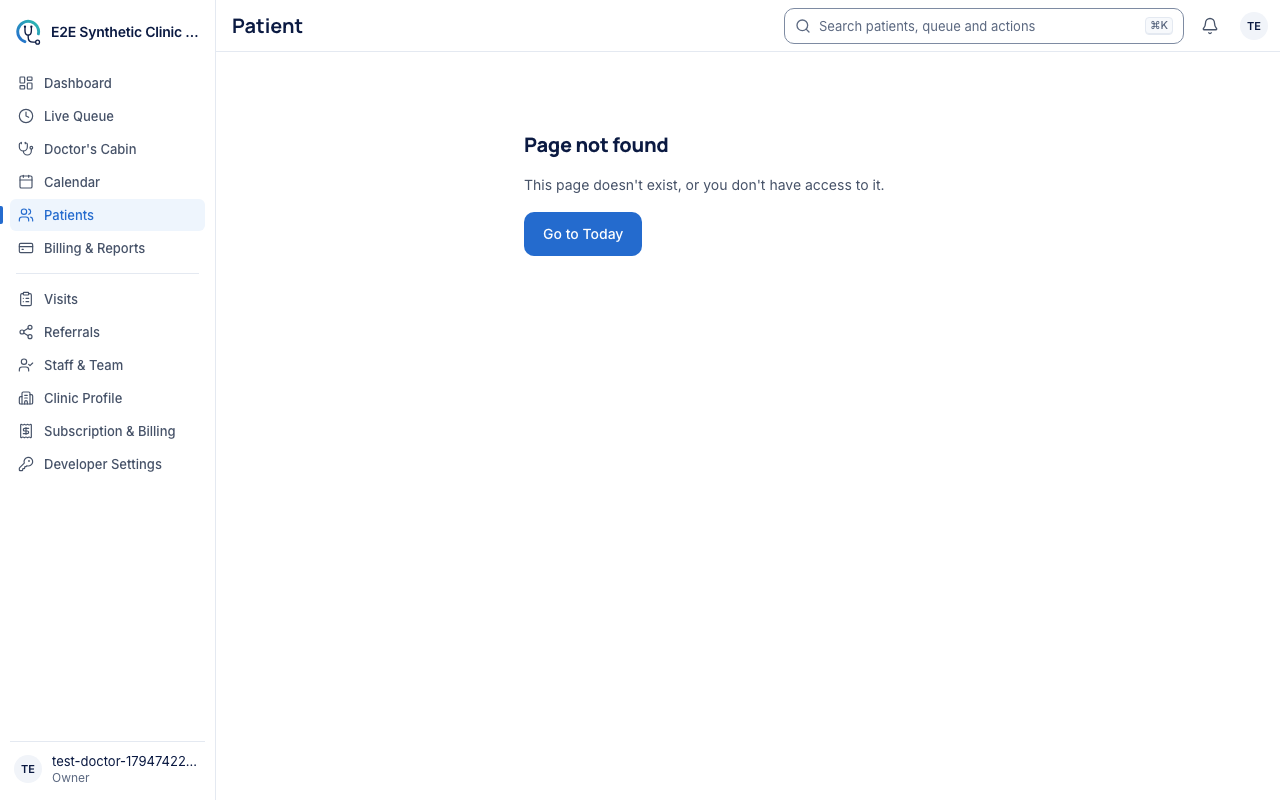 E2E Synthetic Clinic ...
Dashboard
Live Queue
Doctor's Cabin
Calendar
Patients
Billing & Reports
Visits
Referrals
Staff & Team
Clinic Profile
Subscription & Billing
Developer Settings
TE
test-doctor-17947422...
Owner
Patient
Search patients, queue and actions
⌘K
TE
Page not found
This page doesn't exist, or you don't have access to it.
Go to Today